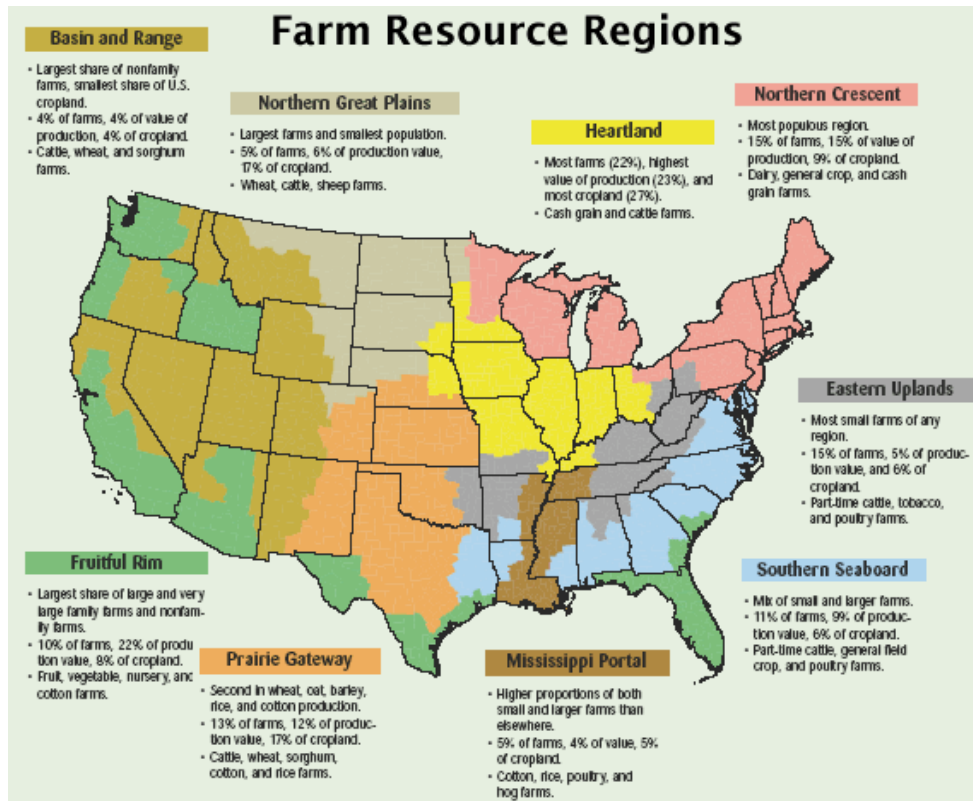 Farm Resource Regions
Basin and Range
• Largest share of nonfamily
farms, smallest share of U.S.
cropland.
• 4% of farms, 4% of value of
production, 4% of cropland.
• Cattle, wheat, and sorghum
farms.
Northern Great Plains
• Largest farms and smallest population.
• 5% of farms, 6% of production value,
17% of cropland.
• Wheat, cattle, sheep farms.
Heartland
• Most farms (22%), highest
value of production (23%), and
most cropland (27%).
• Cash grain and cattle farms.
Northern Crescent
• Most populous region.
• 15% of farms, 15% of value of
production, 9% of cropland.
• Dairy, general crop, and cash
grain farms.
Eastern Uplands
• Most small farms of any
region.
• 15% of farms, 5% of produc-
tion value, and 6% of
cropland.
• Part-time cattle, tobacco,
and poultry farms.
Fruitful Rim
• Largest share of large and very
large family farms and nonfam-
ily farms.
• 10% of farms, 22% of produ
tion value, 8% of cropland.
• Fruit, vegetable, nursery, and
cotton farms.
Prairie Gateway
• Second in wheat, oat, barley,
rice, and cotton production.
• 13% of farms, 12% of produc-
tion value, 17% of cropland.
• Cattle, wheat, sorghum,
cotton, and rice farms.
Mississippi Portal
• Higher proportions of both
small and larger farms than
elsewhere.
• 5% of farms, 4% of value, 5%
of cropland.
• Cotton, rice, poultry, and
hog farms.
Southern Seaboard
• Mix of small and larger farms.
• 11% of farms, 9% of produc-
tion value, 6% of cropland.
• Part-time cattle, general field
crop, and poultry farms.